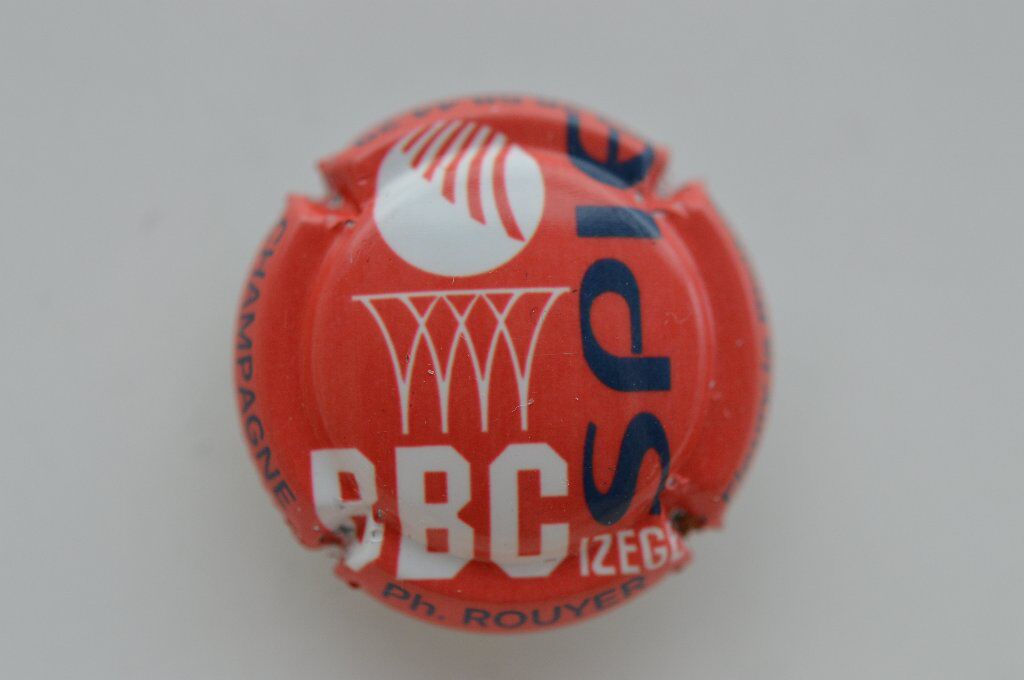 SPIE
BBC
IZEGE
CHAMPAGNE
Ph. ROUYER